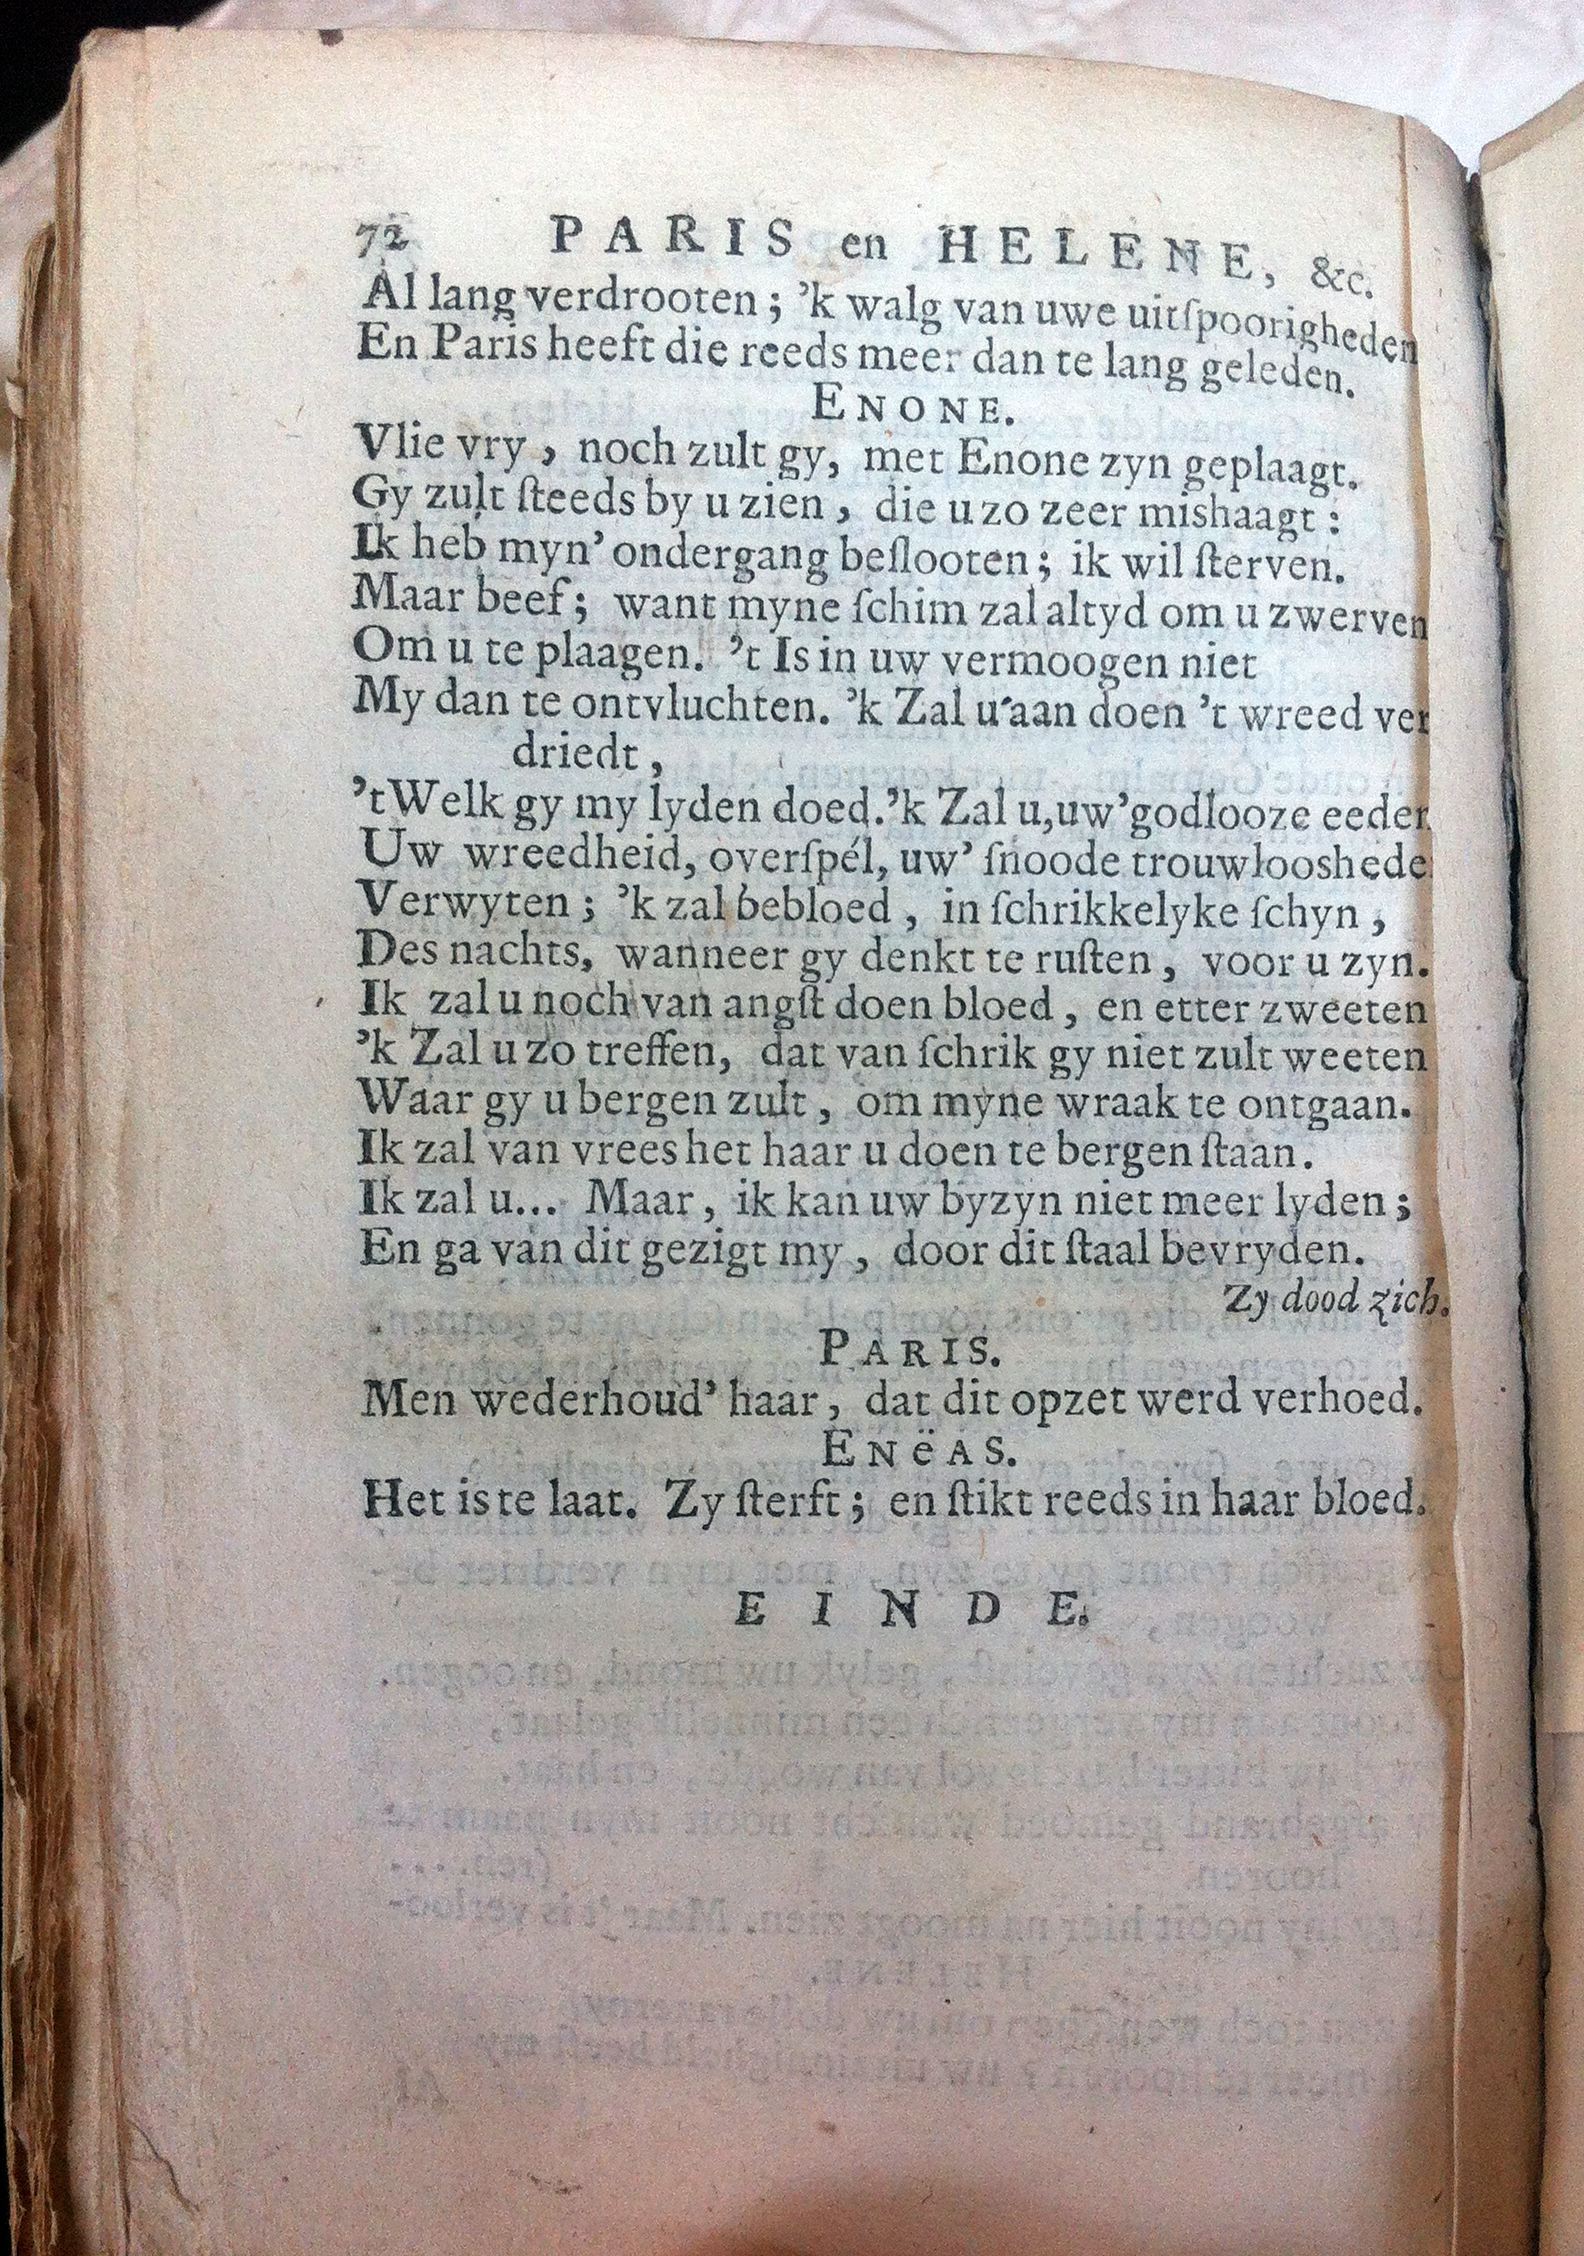 72 PARIS en HELENE, &c.
Al lang verdrooten; 'k walg van uwe uitſpoorigheden
En Paris heeft die reeds meer dan te lang geleden.
ENONE.
Vlie vry, noch zult gy, met Enone zyn geplaagt.
Gy zult ſteeds by u zien, die u zo zeer mishaagt:
Ik heb myn' ondergang beſlooten; ik wil ſterven.
Maar beef; want myne ſchim zal altyd om u zwerven
Om u te plaagen. 't Is in uw vermoogen niet
My dan te ontvluchten. 'k Zal u aan doen 't wreed ver
driedt,
't Welk gy my lyden doed. 'k Zal u, uw' godlooze eeder
Uw wreedheid, overſpél, uw' ſnoode trouwlooshede
Verwyten; 'k zal bebloed, in ſchrikkelyke ſchyn,
Des nachts, wanneer gy denkt te ruſten, voor u zyn.
Ik zal u noch van angſt doen bloed, en etter zweeten
'k Zal u zo treffen, dat van ſchrik gy niet zult weeten
Waar gy u bergen zult, om myne wraak te ontgaan.
Ik zal van vrees het haar u doen te bergen ſtaan.
Ik zal u... Maar, ik kan uw byzyn niet meer lyden;
En ga van dit gezigt my, door dit ſtaal bevryden.
Zy dood zich.
PARIS.
Men wederhoud' haar, dat dit opzet werd verhoed.
ENëAS.
Het is te laat. Zy ſterft; en ſtikt reeds in haar bloed.
EINDE.